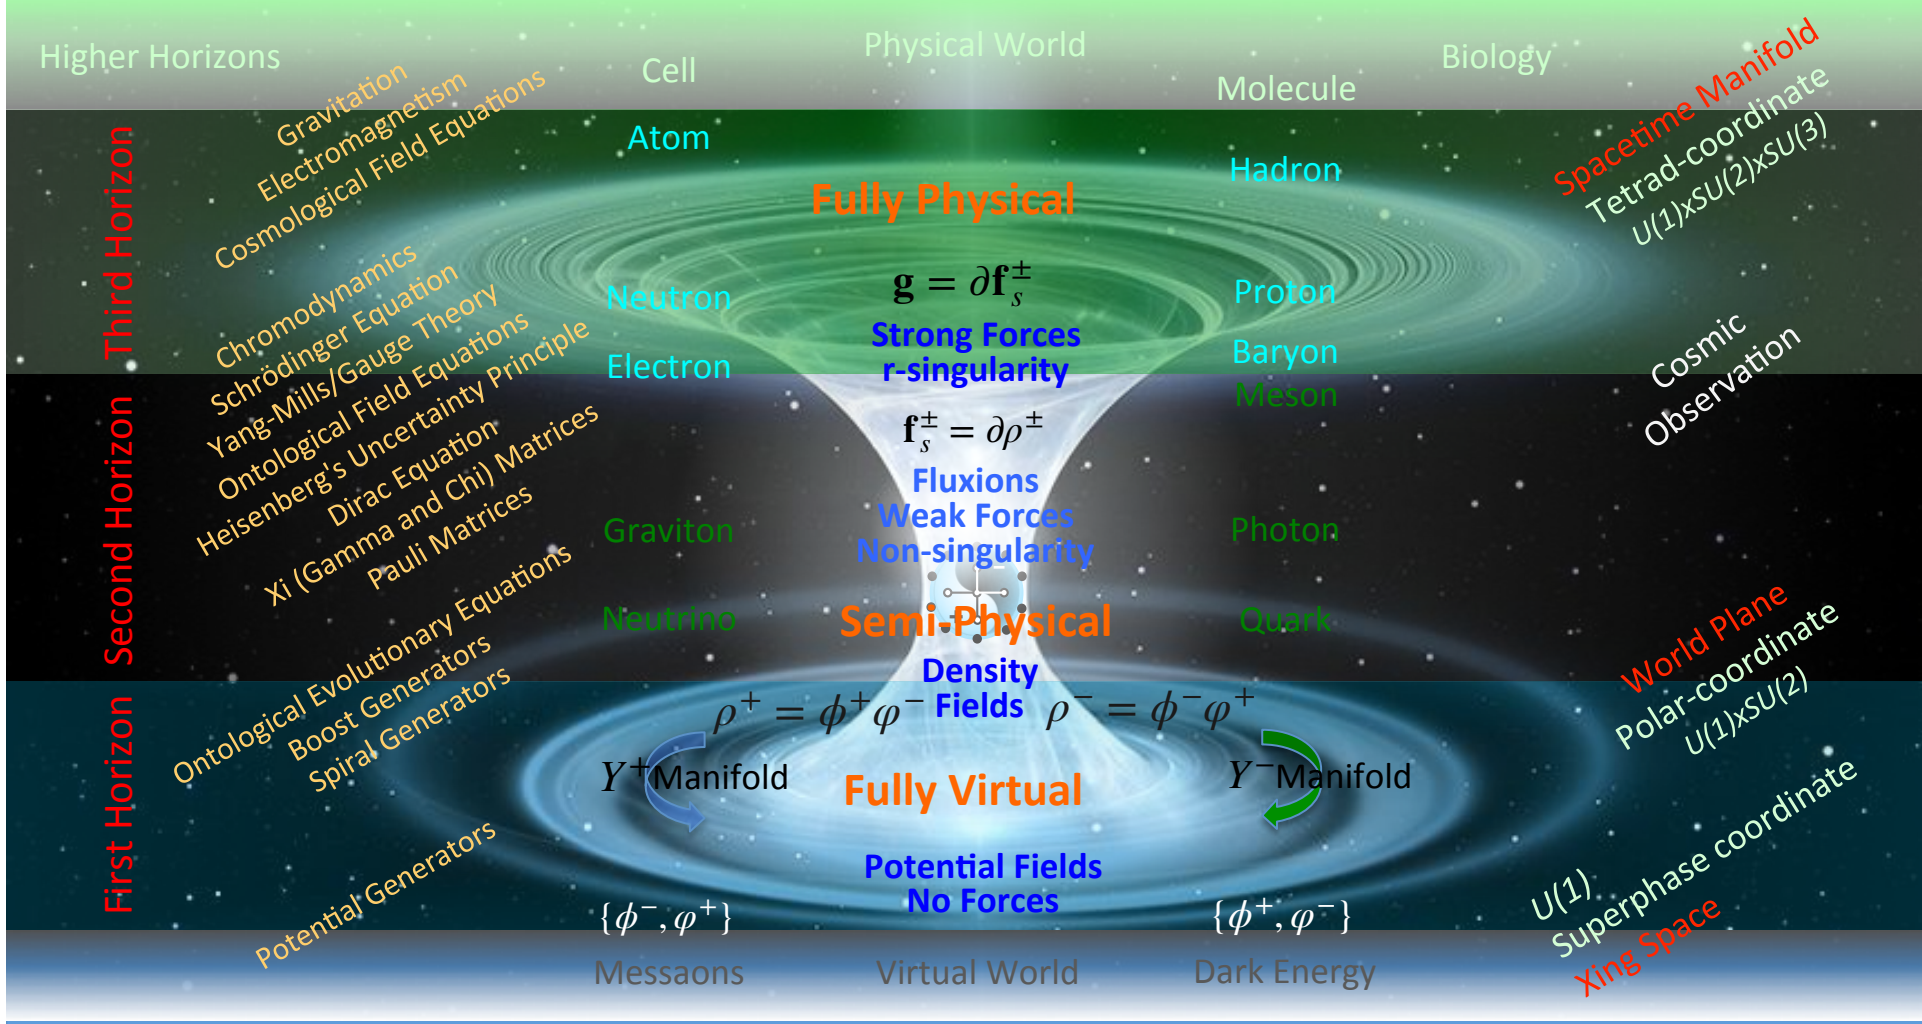 Higher Horizons
Cell
Physical World
Molecule
Biology
Third Horizon
Gravitation
Electromagnetism
Cosmological Field Equations
Atom
Fully Physical
Hadron
Spacetime Manifold
Tetrad-coordinate
U(1)xSU(2)xSU(3)
Chromodynamics
Schrödinger Equation
Yang-Mills/Gauge Theory
Ontological Field Equations
Heisenberg's Uncertainty Principle
Neutron
𝐠 = ∂𝐟ₛ^±
Proton
Strong Forces
r-singularity
Electron
Baryon
Cosmic
Observation
Second Horizon
Dirac Equation
Xi (Gamma and Chi) Matrices
Pauli Matrices
Meson
𝐟ₛ^± = ∂ρ^±
Fluxions
Weak Forces
Non-singularity
Graviton
Photon
Neutrino
Semi-Physical
Quark
World Plane
Polar-coordinate
U(1)xSU(2)
First Horizon
Ontological Evolutionary Equations
Boost Generators
Spiral Generators
Density
Fields
ρ⁺ = ϕ⁺φ⁻
ρ⁻ = ϕ⁻φ⁺
Y⁺Manifold
Fully Virtual
Y⁻Manifold
Potential Generators
Potential Fields
No Forces
{ϕ⁻, φ⁺}
{ϕ⁺, φ⁻}
U(1)
Superphase coordinate
Xing Space
Messaons
Virtual World
Dark Energy